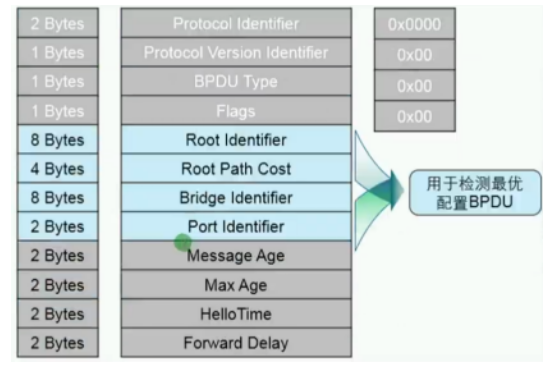 2 Bytes Protocol Identifier 0x0000
1 Bytes Protocol Version Identifier 0x00
1 Bytes BPDU Type 0x00
1 Bytes Flags 0x00
8 Bytes Root Identifier
4 Bytes Root Path Cost
8 Bytes Bridge Identifier
2 Bytes Port Identifier
用于检测最优
配置BPDU
2 Bytes Message Age
2 Bytes Max Age
2 Bytes HelloTime
2 Bytes Forward Delay